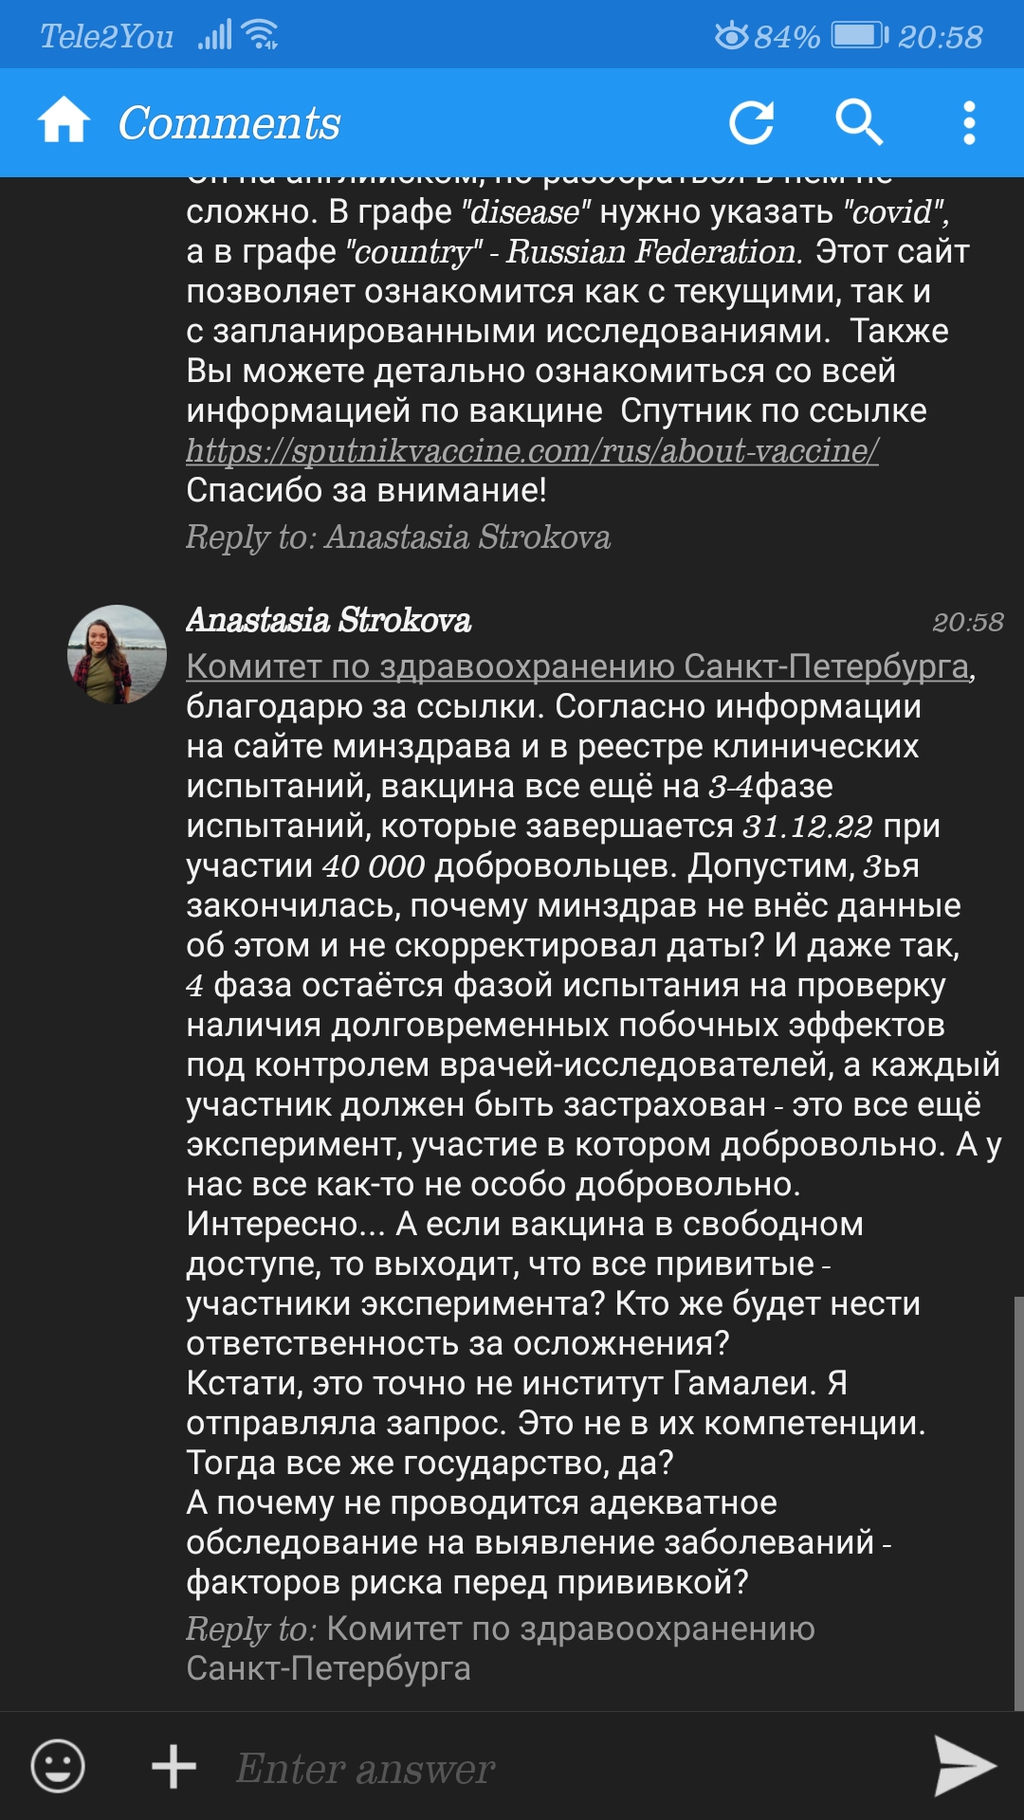 Tele2You 84% 20:58
Comments
Он на английском, но разобраться в нём не
сложно. В графе "disease" нужно указать "covid",
а в графе "country" - Russian Federation. Этот сайт
позволяет ознакомится как с текущими, так и
с запланированными исследованиями.  Также
Вы можете детально ознакомиться со всей
информацией по вакцине  Спутник по ссылке
https://sputnikvaccine.com/rus/about-vaccine/
Спасибо за внимание!
Reply to: Anastasia Strokova
Anastasia Strokova 20:58
Комитет по здравоохранению Санкт-Петербурга,
благодарю за ссылки. Согласно информации
на сайте минздрава и в реестре клинических
испытаний, вакцина все ещё на 3-4фазе
испытаний, которые завершается 31.12.22 при
участии 40 000 добровольцев. Допустим, 3ья
закончилась, почему минздрав не внёс данные
об этом и не скорректировал даты? И даже так,
4 фаза остаётся фазой испытания на проверку
наличия долговременных побочных эффектов
под контролем врачей-исследователей, а каждый
участник должен быть застрахован - это все ещё
эксперимент, участие в котором добровольно. А у
нас все как-то не особо добровольно.
Интересно... А если вакцина в свободном
доступе, то выходит, что все привитые -
участники эксперимента? Кто же будет нести
ответственность за осложнения?
Кстати, это точно не институт Гамалеи. Я
отправляла запрос. Это не в их компетенции.
Тогда все же государство, да?
А почему не проводится адекватное
обследование на выявление заболеваний -
факторов риска перед прививкой?
Reply to: Комитет по здравоохранению
Санкт-Петербурга
Enter answer